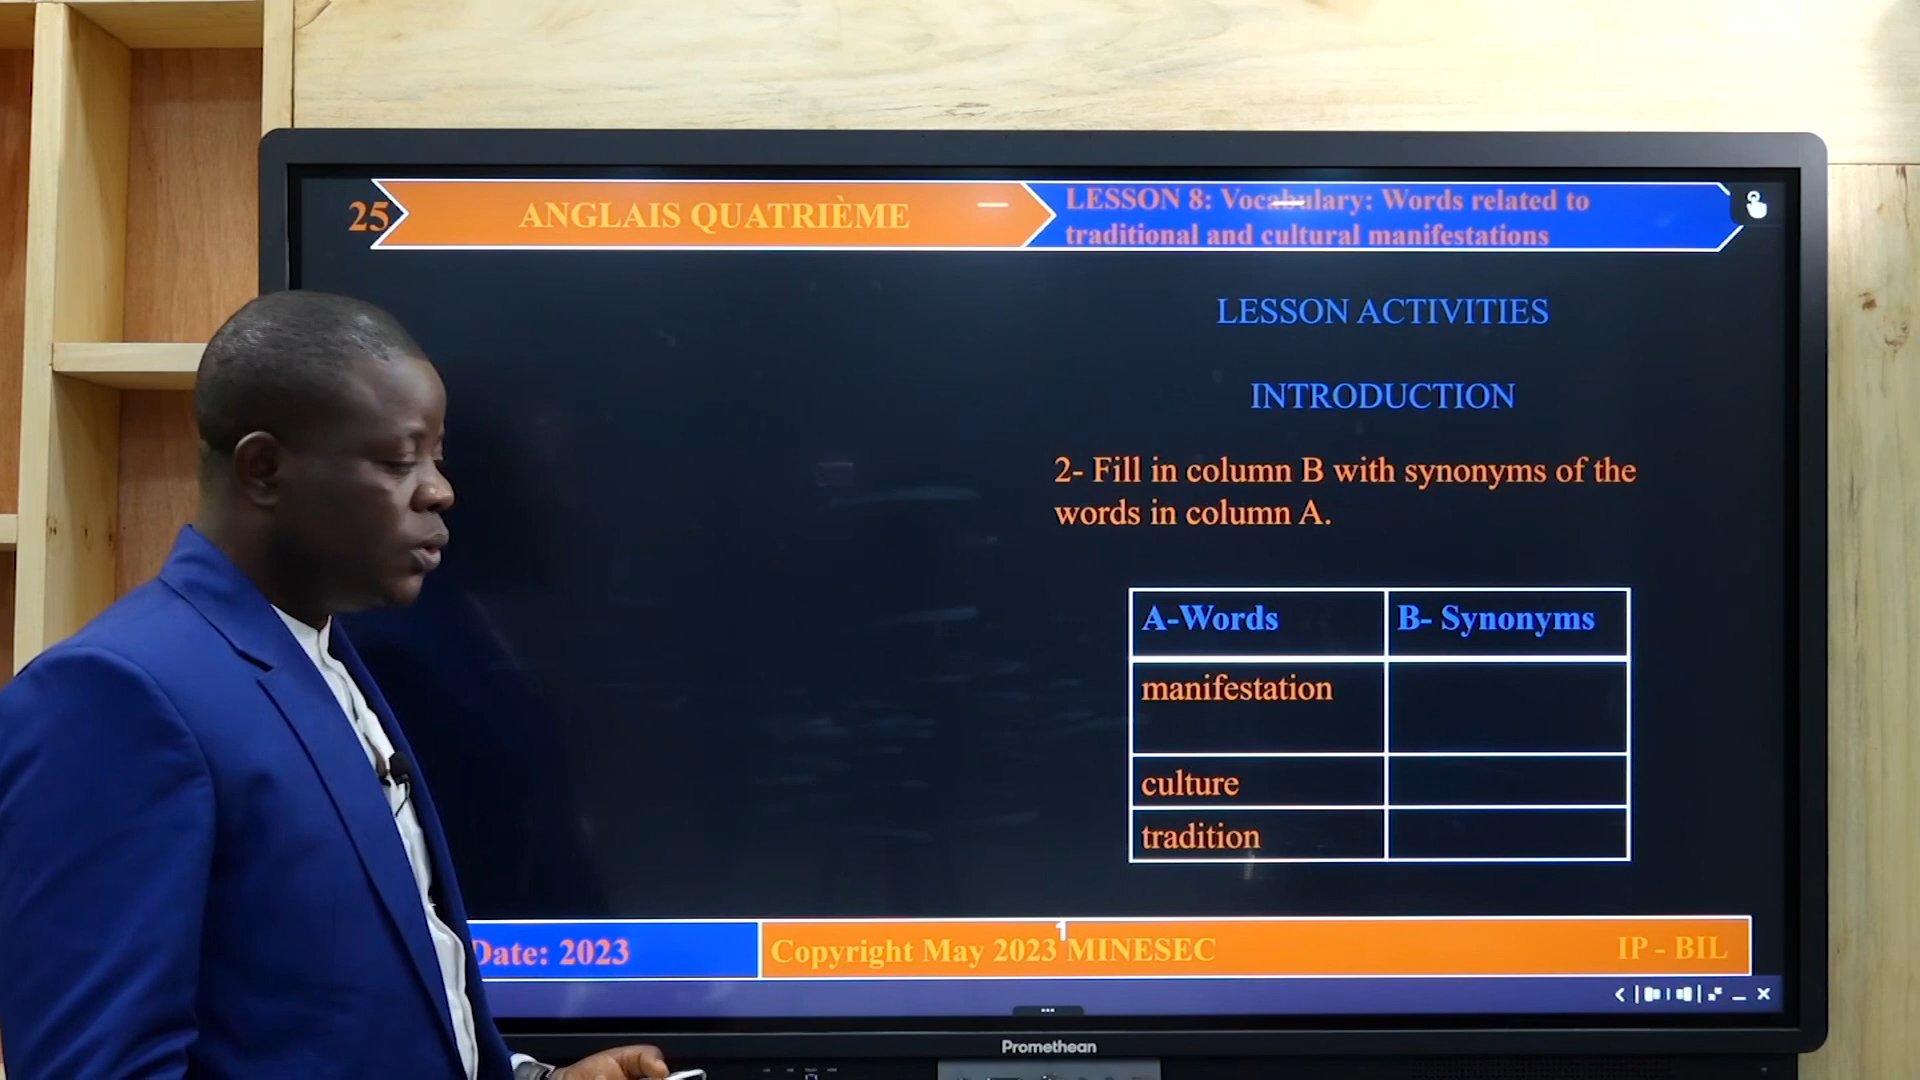 25
ANGLAIS QUATRIÈME
LESSON 8: Vocabulary: Words related to
traditional and cultural manifestations
LESSON ACTIVITIES
INTRODUCTION
2- Fill in column B with synonyms of the
words in column A.
A-Words
B- Synonyms
manifestation
culture
tradition
Date: 2023
Copyright May 2023 MINESEC
1
IP - BIL
Promethean